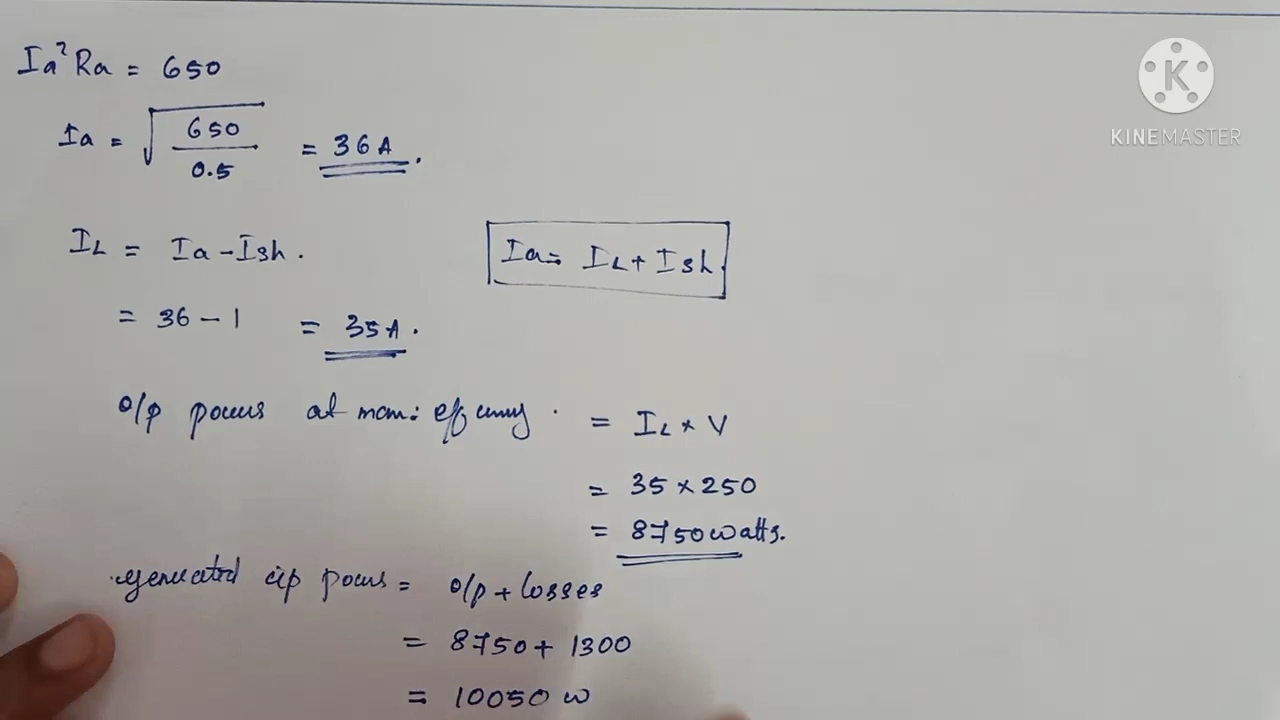 Ia²Ra = 650
Ia = √(650/0.5) = 36A.
IL = Ia - Ish.
Ia = IL + Ish.
= 36 - 1 = 35A.
o/p power at max: efficiency. = IL × V
= 35 × 250
= 8750 watts.
generated i/p power = o/p + losses
= 8750 + 1300
= 10050 W
K
KINEMASTER